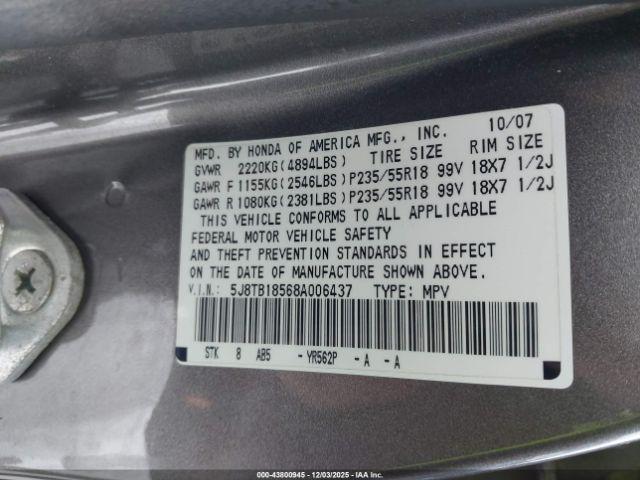 MFD. BY HONDA OF AMERICA MFG., INC. 10/07
GVWR 2220KG(4894LBS) TIRE SIZE RIM SIZE
GAWR F 1155KG(2546LBS)P235/55R18 99V 18X7 1/2J
GAWR R 1080KG(2381LBS)P235/55R18 99V 18X7 1/2J
THIS VEHICLE CONFORMS TO ALL APPLICABLE
FEDERAL MOTOR VEHICLE SAFETY
AND THEFT PREVENTION STANDARDS IN EFFECT
ON THE DATE OF MANUFACTURE SHOWN ABOVE.
V.I.N.: 5J8TB18568A006437 TYPE: MPV
STK 8 AB5 -YR562P -A -A
#00-43800945 - 12/03/2025 - IAA Inc.